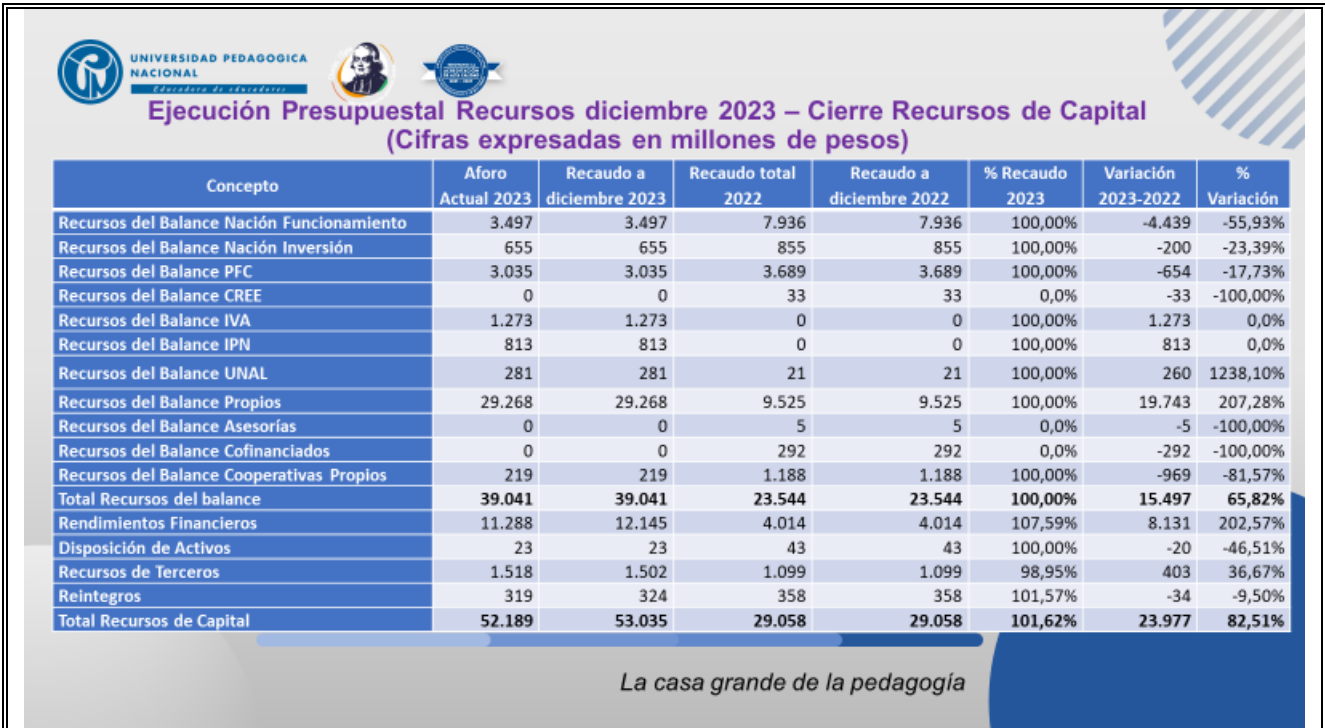 UNIVERSIDAD PEDAGOGICA
NACIONAL
Educadora de educadores
Ejecución Presupuestal Recursos diciembre 2023 – Cierre Recursos de Capital
(Cifras expresadas en millones de pesos)
Concepto Aforo Actual 2023 Recaudo a diciembre 2023 Recaudo total 2022 Recaudo a diciembre 2022 % Recaudo 2023 Variación 2023-2022 % Variación
Recursos del Balance Nación Funcionamiento 3.497 3.497 7.936 7.936 100,00% -4.439 -55,93%
Recursos del Balance Nación Inversión 655 655 855 855 100,00% -200 -23,39%
Recursos del Balance PFC 3.035 3.035 3.689 3.689 100,00% -654 -17,73%
Recursos del Balance CREE 0 0 33 33 0,0% -33 -100,00%
Recursos del Balance IVA 1.273 1.273 0 0 100,00% 1.273 0,0%
Recursos del Balance IPN 813 813 0 0 100,00% 813 0,0%
Recursos del Balance UNAL 281 281 21 21 100,00% 260 1238,10%
Recursos del Balance Propios 29.268 29.268 9.525 9.525 100,00% 19.743 207,28%
Recursos del Balance Asesorías 0 0 5 5 0,0% -5 -100,00%
Recursos del Balance Cofinanciados 0 0 292 292 0,0% -292 -100,00%
Recursos del Balance Cooperativas Propios 219 219 1.188 1.188 100,00% -969 -81,57%
Total Recursos del balance 39.041 39.041 23.544 23.544 100,00% 15.497 65,82%
Rendimientos Financieros 11.288 12.145 4.014 4.014 107,59% 8.131 202,57%
Disposición de Activos 23 23 43 43 100,00% -20 -46,51%
Recursos de Terceros 1.518 1.502 1.099 1.099 98,95% 403 36,67%
Reintegros 319 324 358 358 101,57% -34 -9,50%
Total Recursos de Capital 52.189 53.035 29.058 29.058 101,62% 23.977 82,51%
La casa grande de la pedagogía